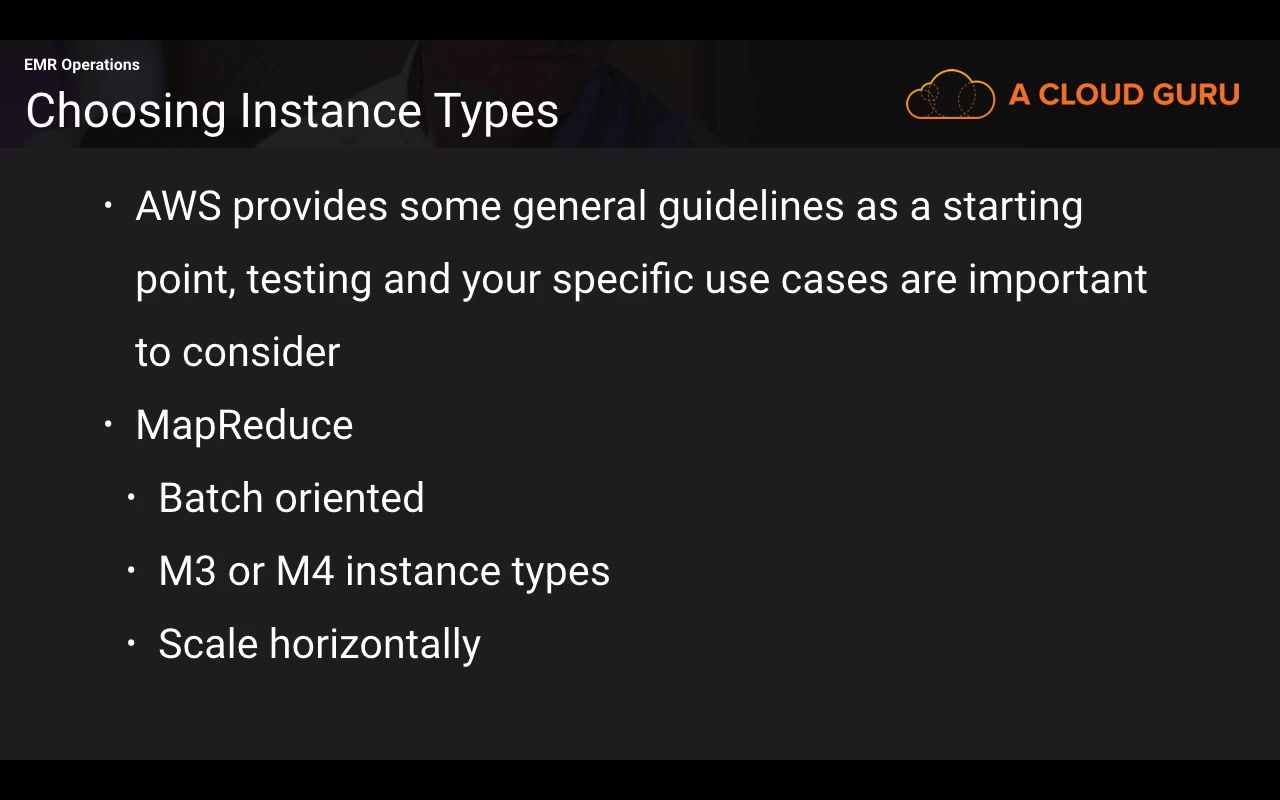 EMR Operations
Choosing Instance Types
A CLOUD GURU
• AWS provides some general guidelines as a starting
point, testing and your specific use cases are important
to consider
• MapReduce
• Batch oriented
• M3 or M4 instance types
• Scale horizontally